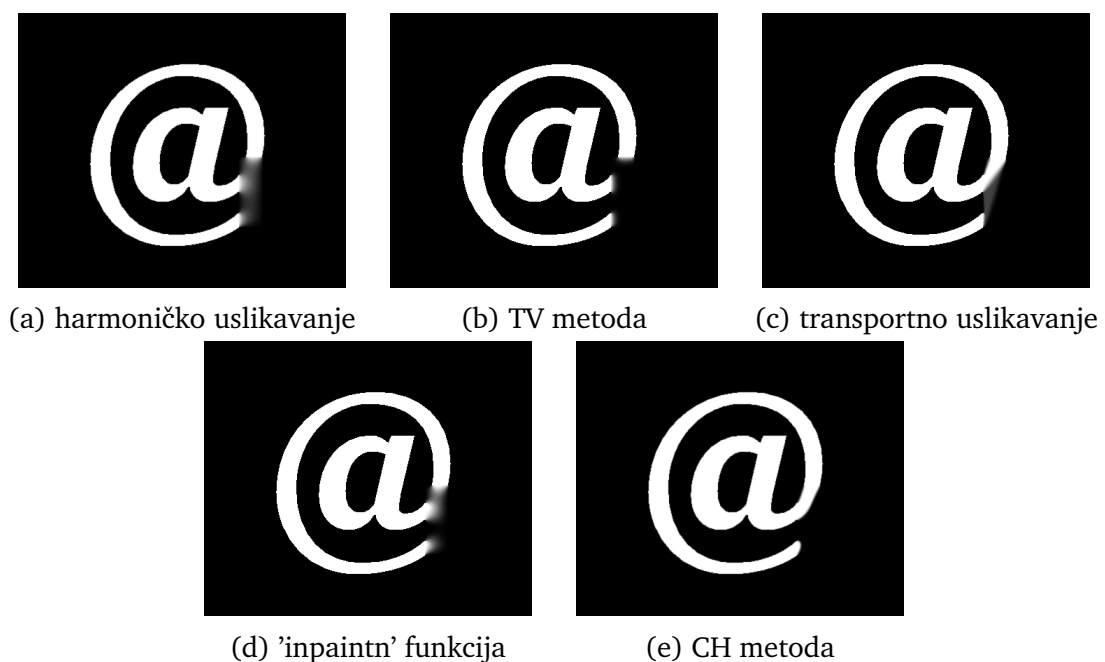 @ @ @
(a) harmoničko uslikavanje (b) TV metoda (c) transportno uslikavanje
@ @
(d) ’inpaintn’ funkcija (e) CH metoda